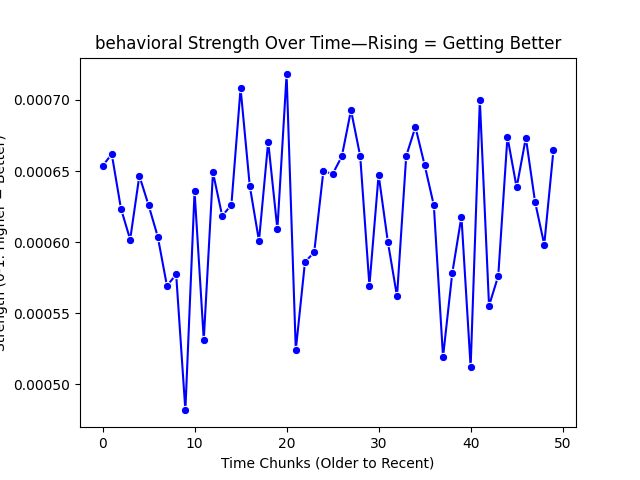 behavioral Strength Over Time—Rising = Getting Better
0.00070
0.00065
0.00060
0.00055
0.00050
0 10 20 30 40 50
Time Chunks (Older to Recent)